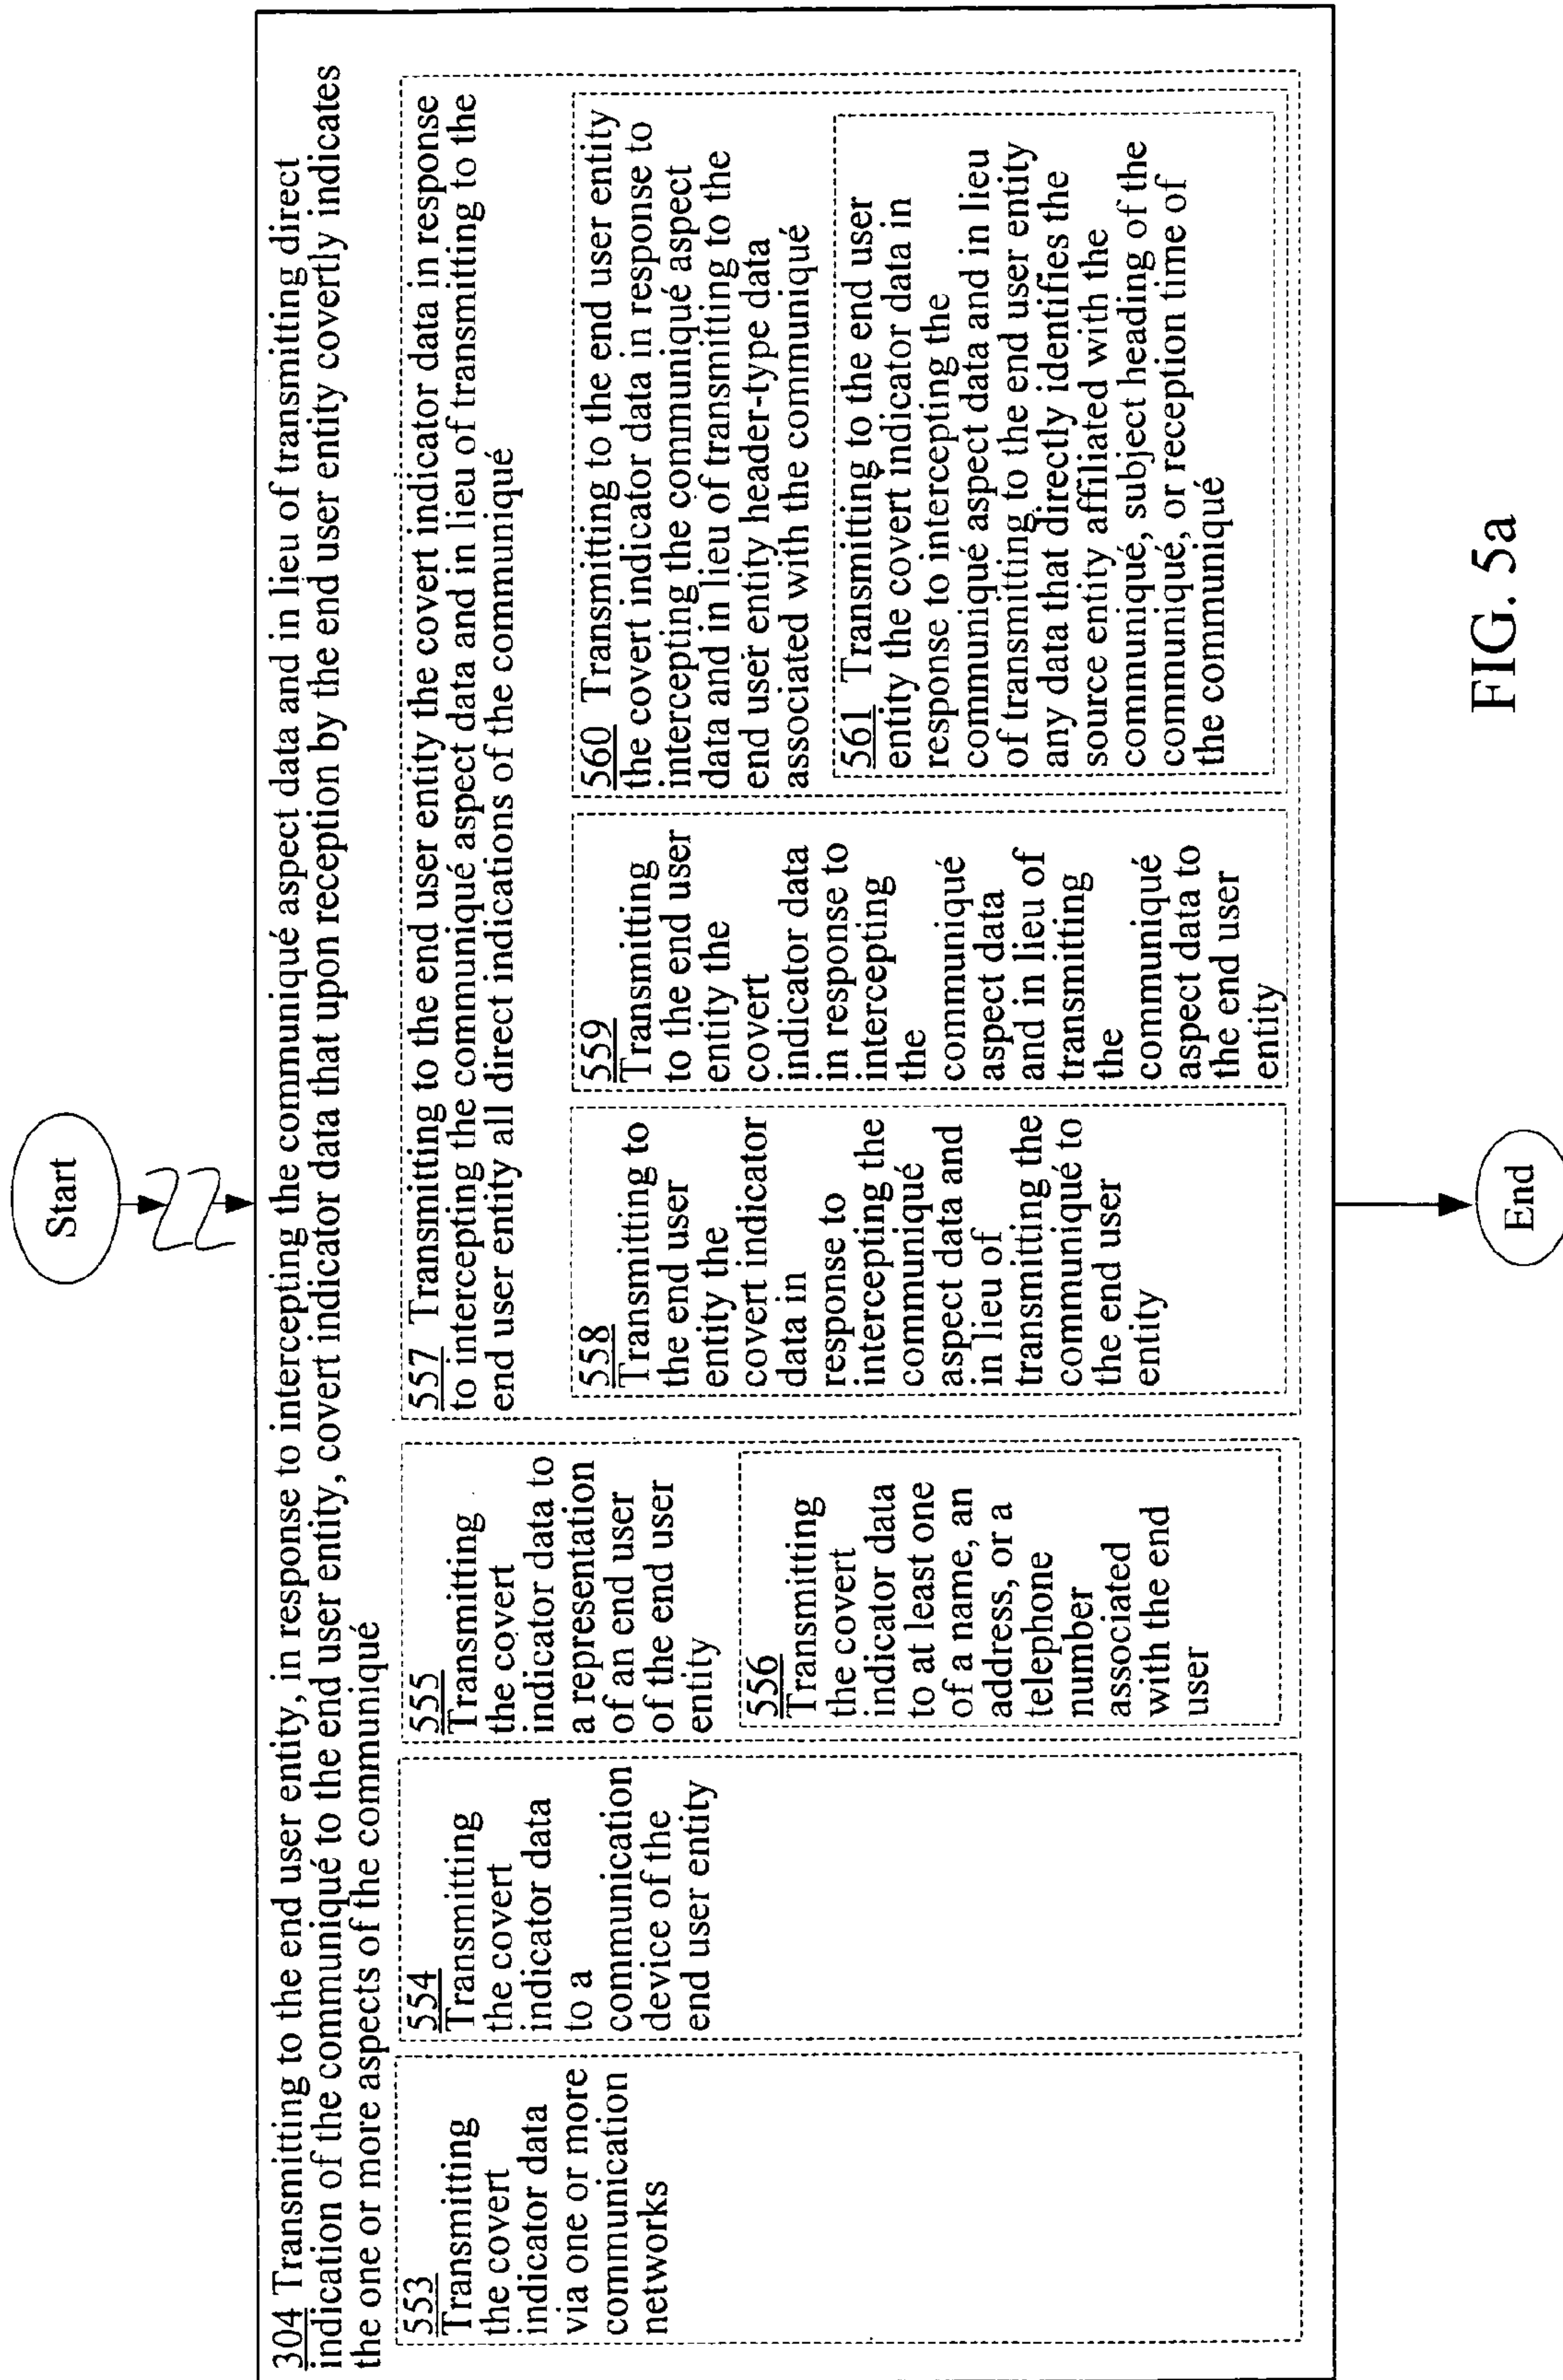 Start
304 Transmitting to the end user entity, in response to intercepting the communiqué aspect data and in lieu of transmitting direct
indication of the communiqué to the end user entity, covert indicator data that upon reception by the end user entity covertly indicates
the one or more aspects of the communiqué
553
Transmitting
the covert
indicator data
via one or more
communication
networks
554
Transmitting
the covert
indicator data
to a
communication
device of the
end user entity
555
Transmitting
the covert
indicator data to
a representation
of an end user
of the end user
entity
556
Transmitting
the covert
indicator data
to at least one
of a name, an
address, or a
telephone
number
associated
with the end
user
557 Transmitting to the end user entity the covert indicator data in response
to intercepting the communiqué aspect data and in lieu of transmitting to the
end user entity all direct indications of the communiqué
558
Transmitting to
the end user
entity the
covert indicator
data in
response to
intercepting the
communiqué
aspect data and
in lieu of
transmitting the
communiqué to
the end user
entity
559
Transmitting
to the end user
entity the
covert
indicator data
in response to
intercepting
the
communiqué
aspect data
and in lieu of
transmitting
the
communiqué
aspect data to
the end user
entity
560 Transmitting to the end user entity
the covert indicator data in response to
intercepting the communiqué aspect
data and in lieu of transmitting to the
end user entity header-type data
associated with the communiqué
561 Transmitting to the end user
entity the covert indicator data in
response to intercepting the
communiqué aspect data and in lieu
of transmitting to the end user entity
any data that directly identifies the
source entity affiliated with the
communiqué, subject heading of the
communiqué, or reception time of
the communiqué
End
FIG. 5a